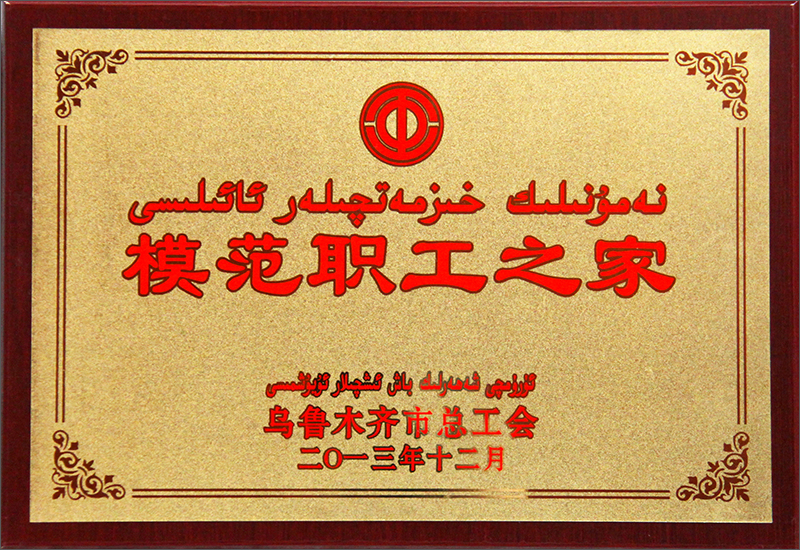 نەمۇنىلىك خىزمەتچىلەر ئائىلىسى
模范职工之家
ئۈرۈمچى شەھەرلىك باش ئىشچىلار ئۇيۇشمىسى
乌鲁木齐市总工会
二〇一三年十二月